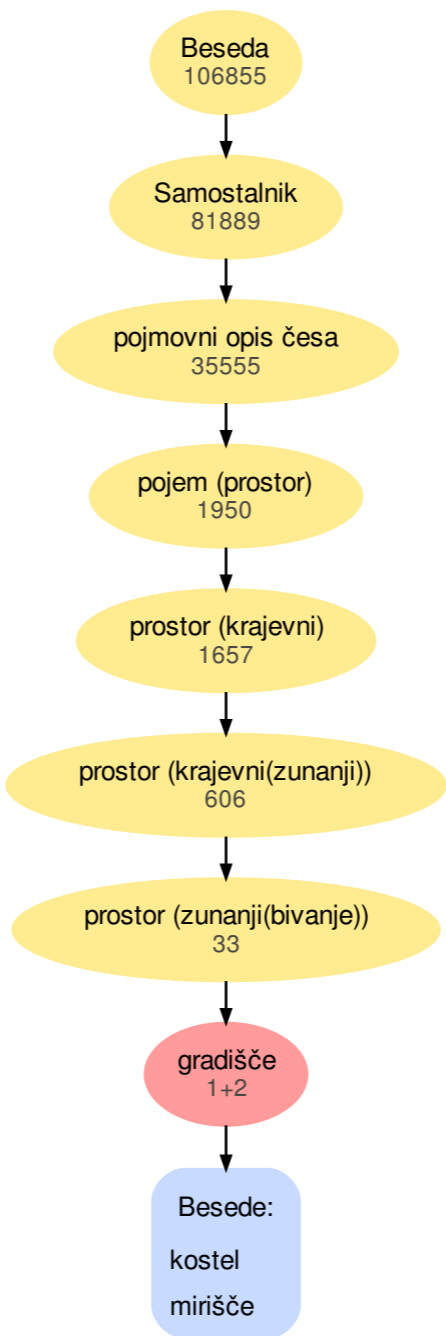 Beseda
106855
Samostalnik
81889
pojmovni opis česa
35555
pojem (prostor)
1950
prostor (krajevni)
1657
prostor (krajevni(zunanji))
606
prostor (zunanji(bivanje))
33
gradišče
1+2
Besede:
kostel
mirišče